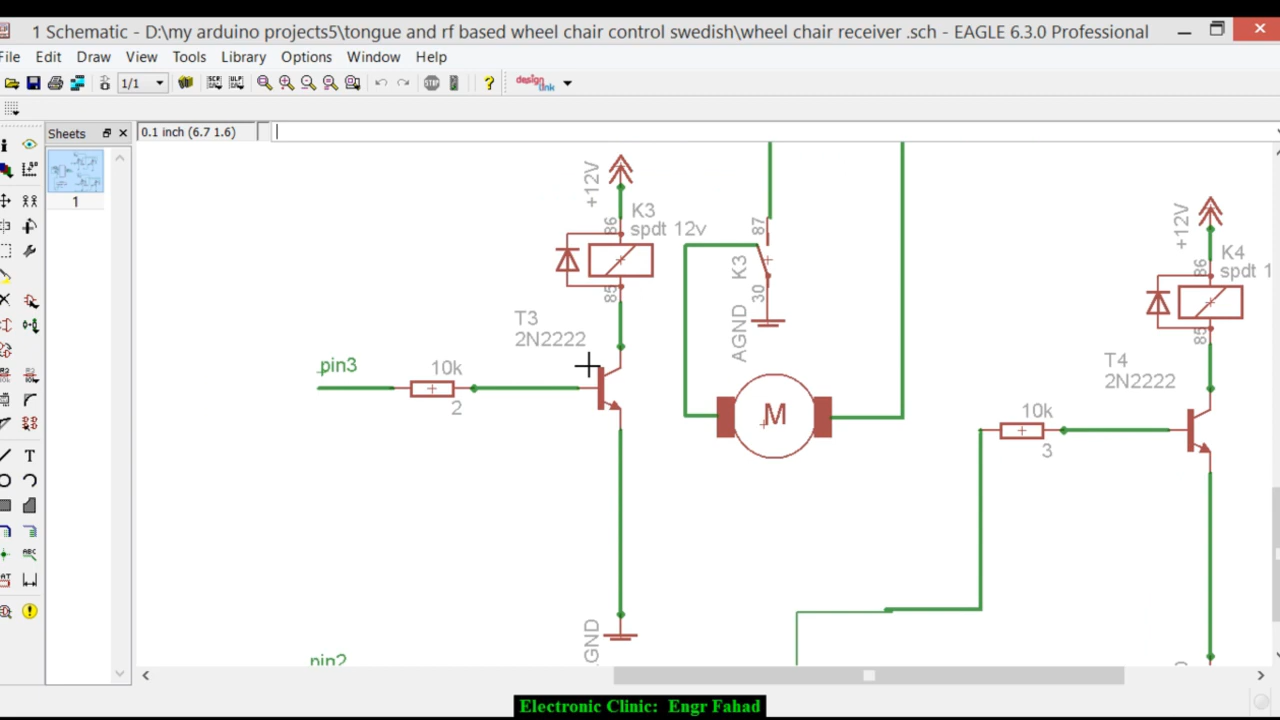 1 Schematic - D:\my arduino projects5\tongue and rf based wheel chair control swedish\wheel chair receiver .sch - EAGLE 6.3.0 Professional
File Edit Draw View Tools Library Options Window Help
1/1
design link
Sheets
0.1 inch (6.7 1.6)
1
+12V
K3
spdt 12v
86
85
T3
2N2222
pin3
10k
2
AGND
87
K3
30
AGND
M
+12V
K4
spdt 1
86
85
T4
2N2222
10k
3
pin2
Electronic Clinic: Engr Fahad